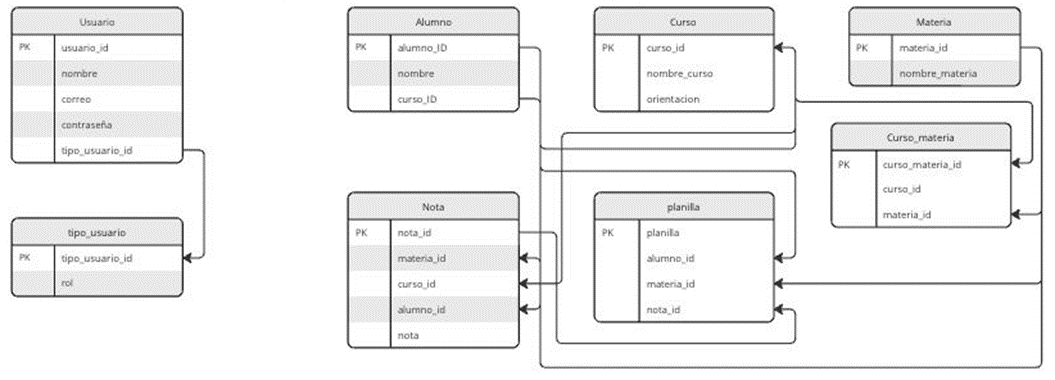 Usuario
PK usuario_id
nombre
correo
contraseña
tipo_usuario_id
tipo_usuario
PK tipo_usuario_id
rol
Alumno
PK alumno_ID
nombre
curso_ID
Curso
PK curso_id
nombre_curso
orientacion
Materia
PK materia_id
nombre_materia
Curso_materia
PK curso_materia_id
curso_id
materia_id
Nota
PK nota_id
materia_id
curso_id
alumno_id
nota
planilla
PK planilla
alumno_id
materia_id
nota_id